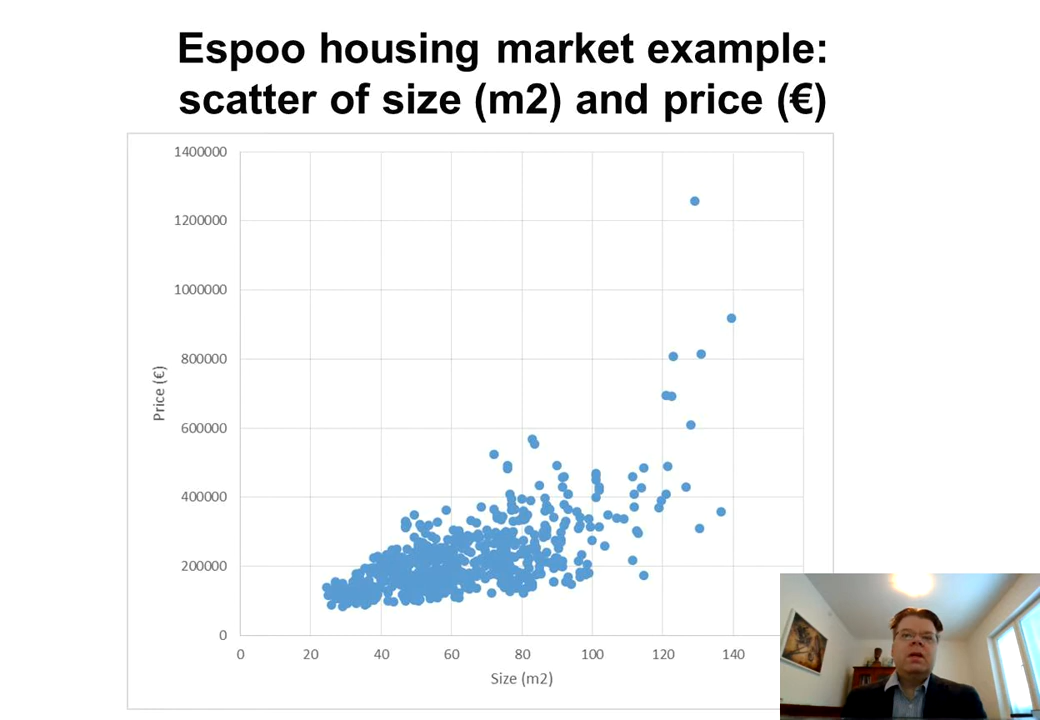 Espoo housing market example:
scatter of size (m2) and price (€)
1400000
1200000
1000000
800000
600000
400000
200000
0
Price (€)
0 20 40 60 80 100 120 140
Size (m2)